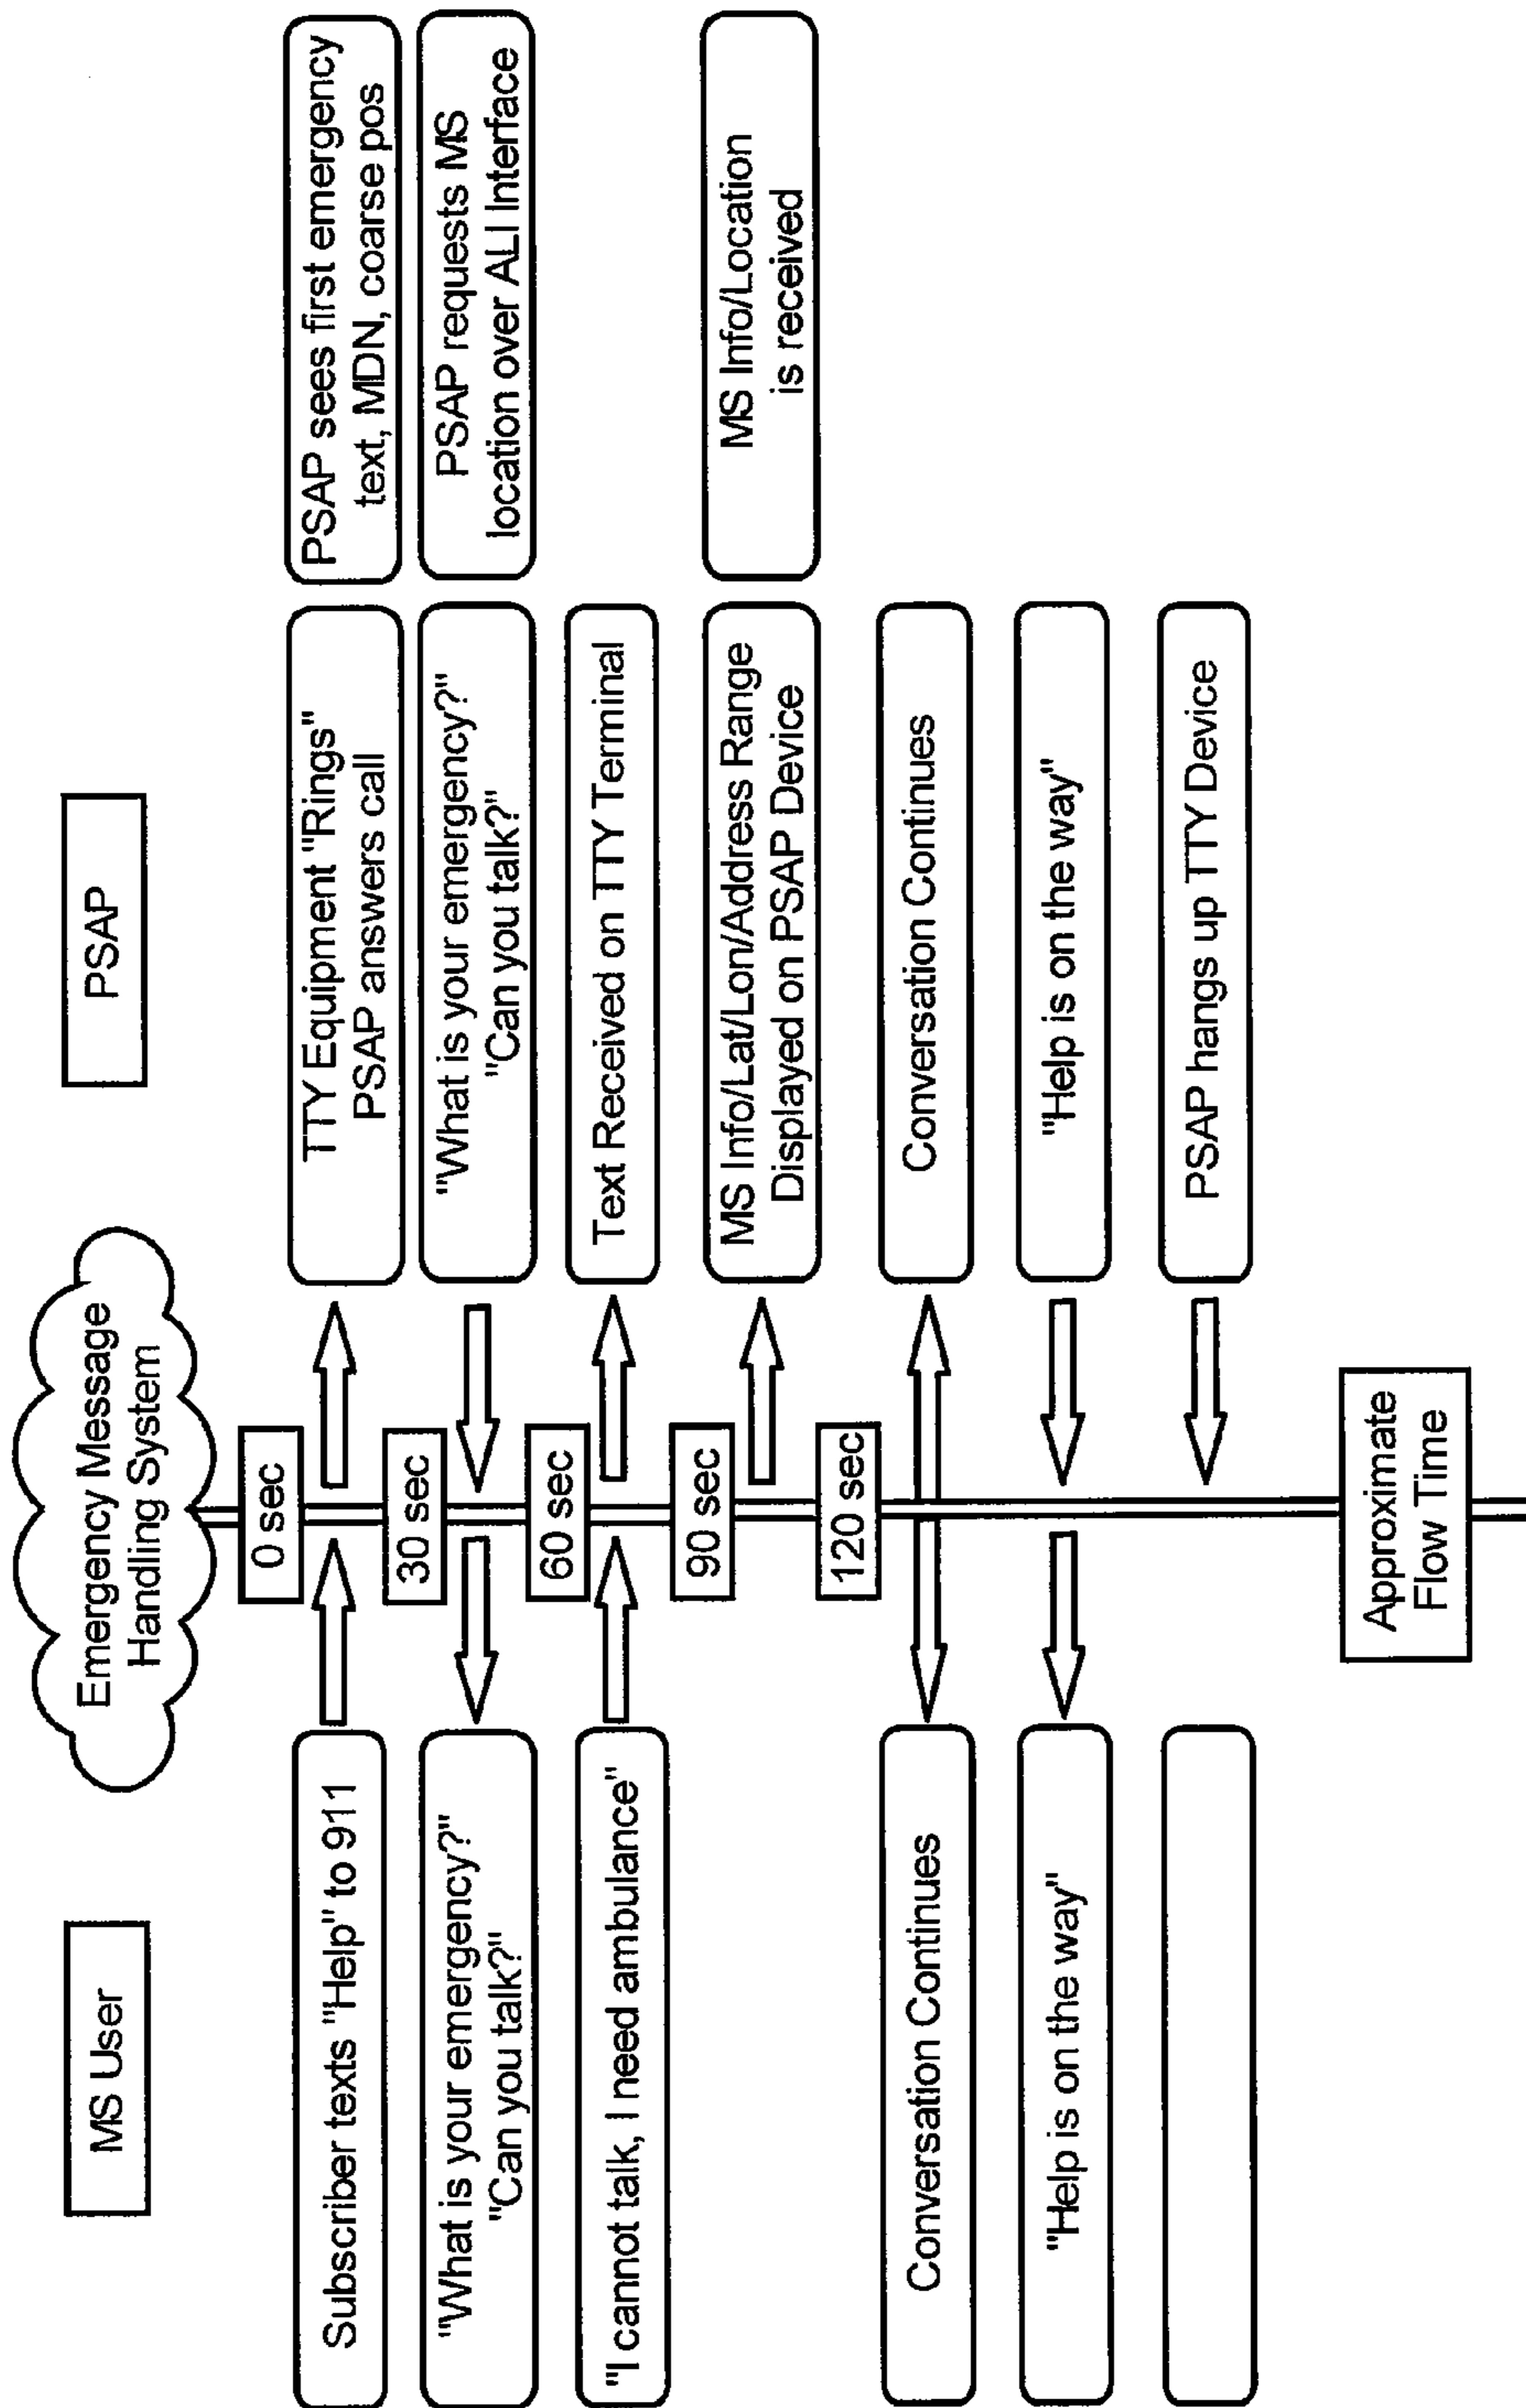 MS User
Emergency Message
Handling System
PSAP
0 sec
Subscriber texts "Help" to 911
TTY Equipment "Rings"
PSAP answers call
PSAP sees first emergency
text, MDN, coarse pos
30 sec
"What is your emergency?"
"Can you talk?"
"What is your emergency?"
"Can you talk?"
PSAP requests MS
location over ALI Interface
60 sec
"I cannot talk, I need ambulance"
Text Received on TTY Terminal
90 sec
MS Info/Lat/Lon/Address Range
Displayed on PSAP Device
MS Info/Location
is received
120 sec
Conversation Continues
Conversation Continues
"Help is on the way"
"Help is on the way"
PSAP hangs up TTY Device
Approximate
Flow Time